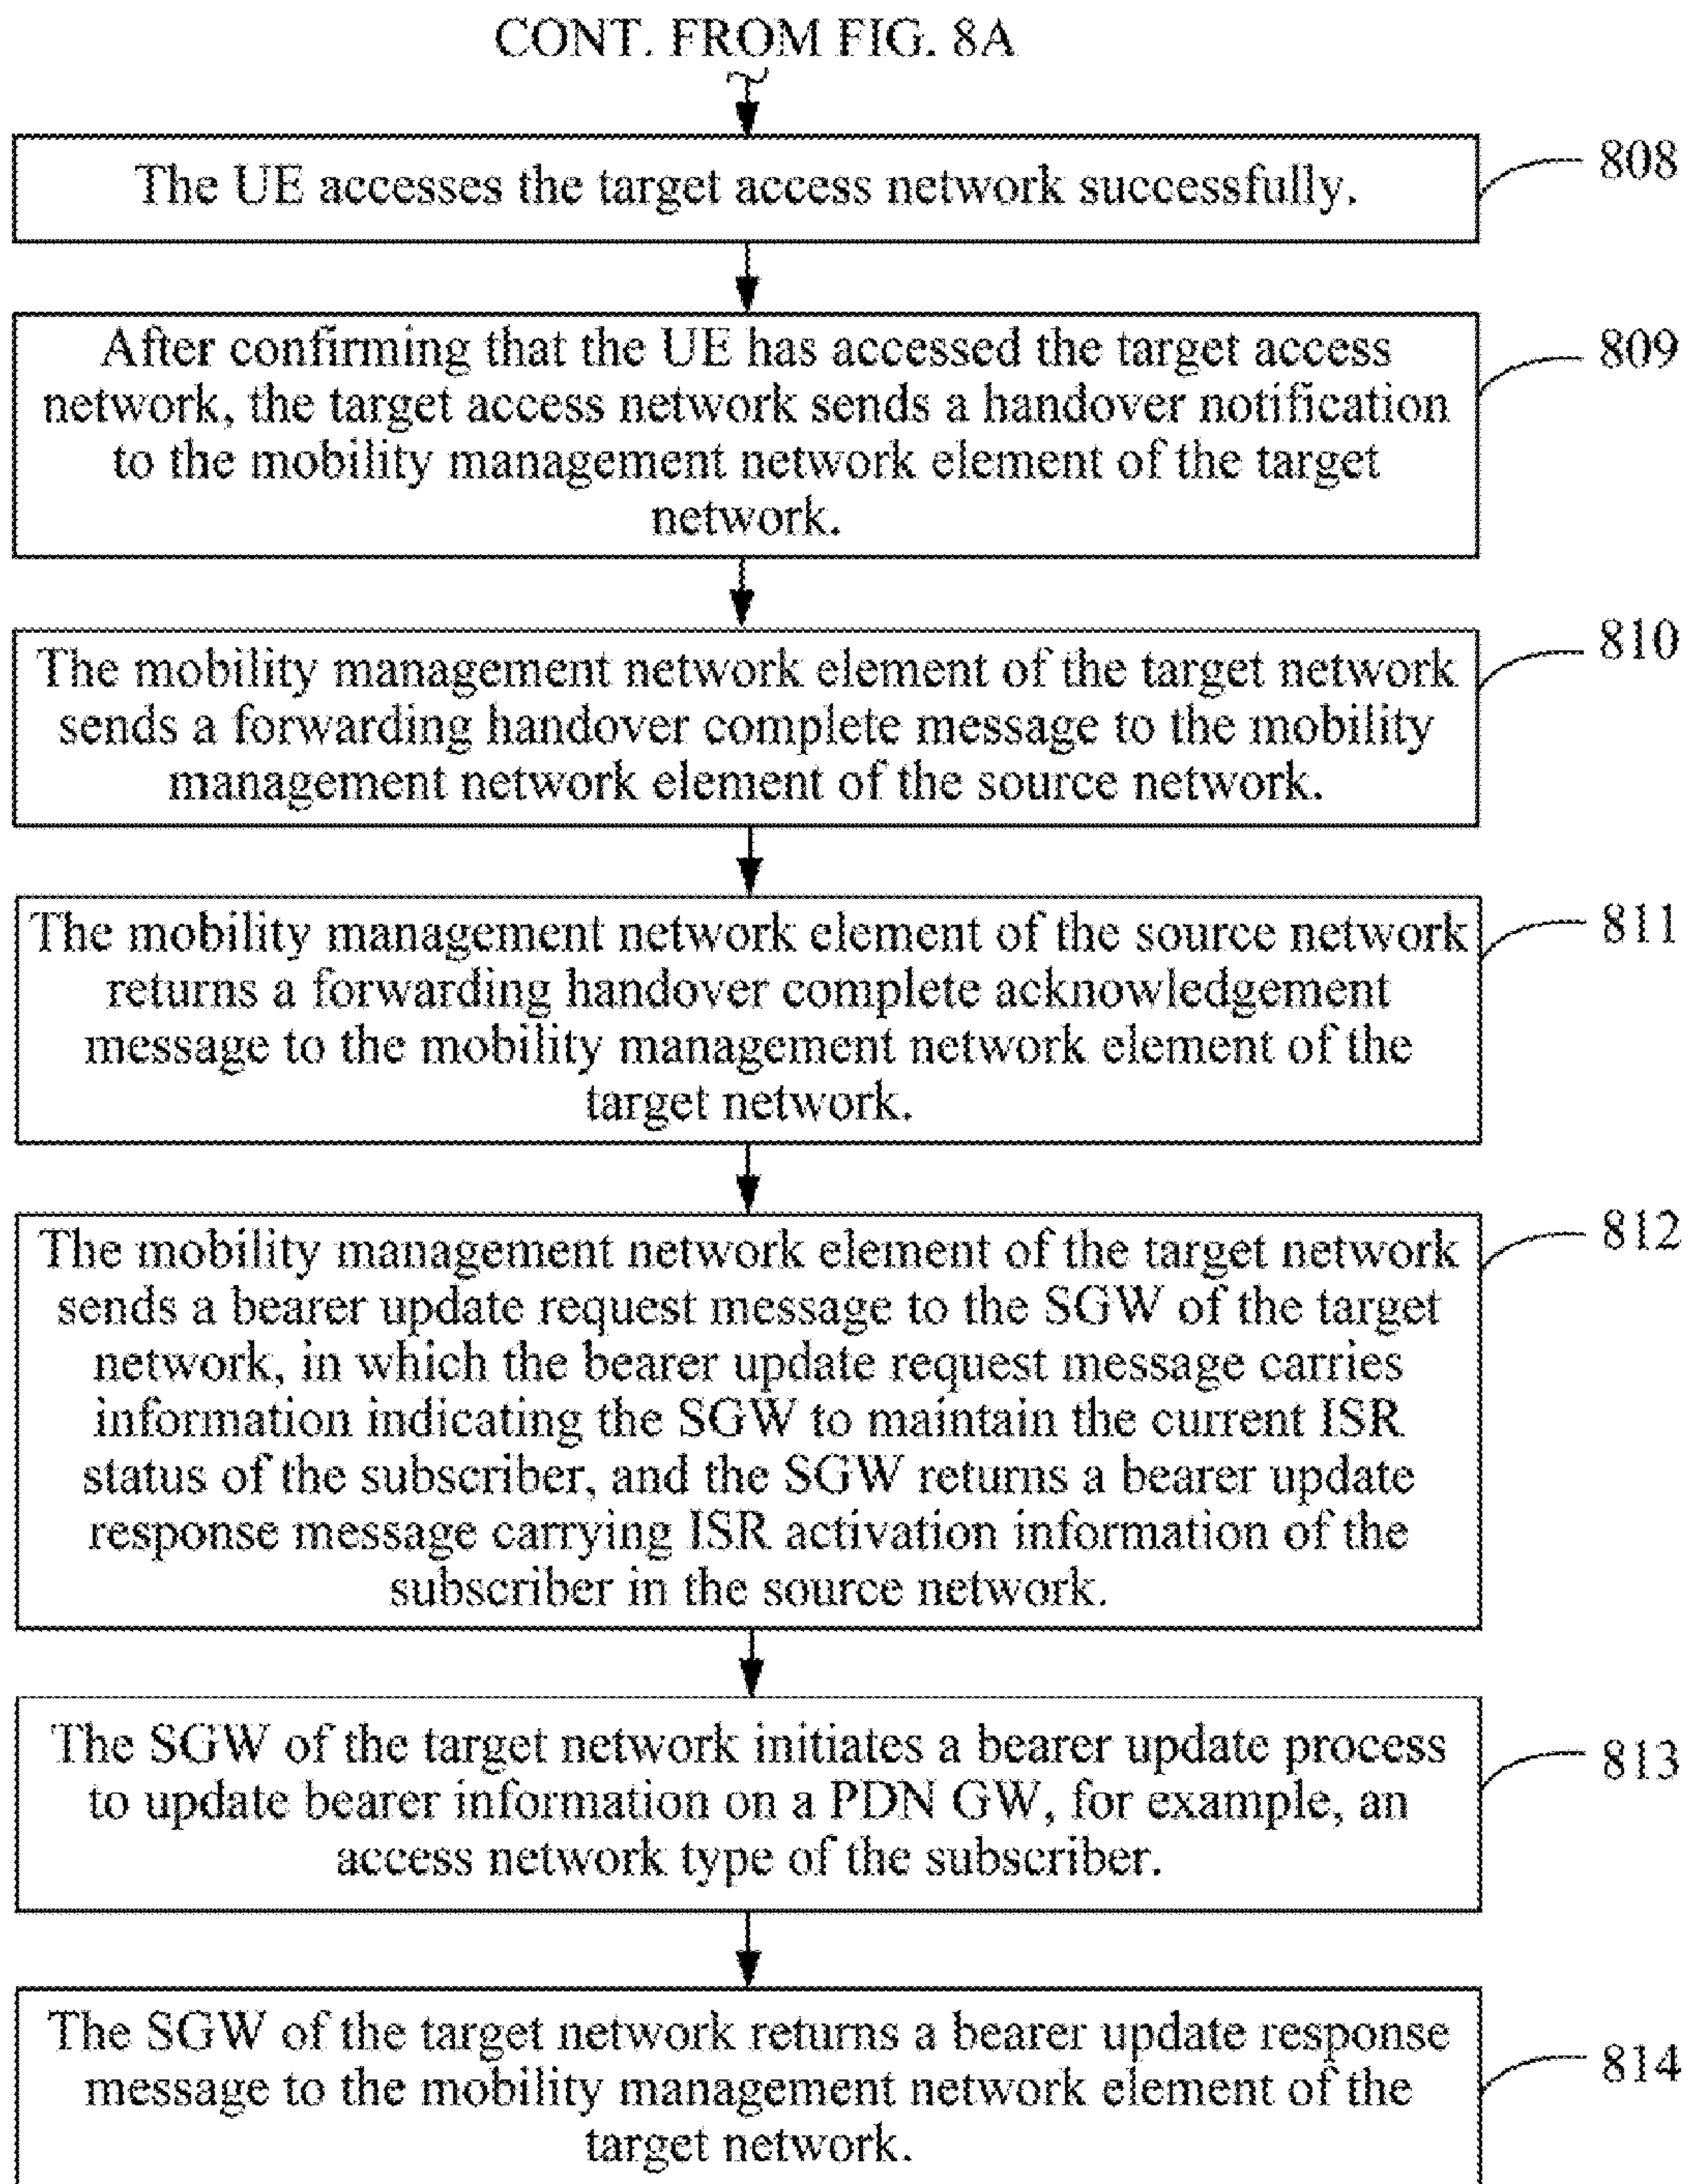 CONT. FROM FIG. 8A
The UE accesses the target access network successfully.
808
After confirming that the UE has accessed the target access
network, the target access network sends a handover notification
to the mobility management network element of the target
network.
809
The mobility management network element of the target network
sends a forwarding handover complete message to the mobility
management network element of the source network.
810
The mobility management network element of the source network
returns a forwarding handover complete acknowledgement
message to the mobility management network element of the
target network.
811
The mobility management network element of the target network
sends a bearer update request message to the SGW of the target
network, in which the bearer update request message carries
information indicating the SGW to maintain the current ISR
status of the subscriber, and the SGW returns a bearer update
response message carrying ISR activation information of the
subscriber in the source network.
812
The SGW of the target network initiates a bearer update process
to update bearer information on a PDN GW, for example, an
access network type of the subscriber.
813
The SGW of the target network returns a bearer update response
message to the mobility management network element of the
target network.
814